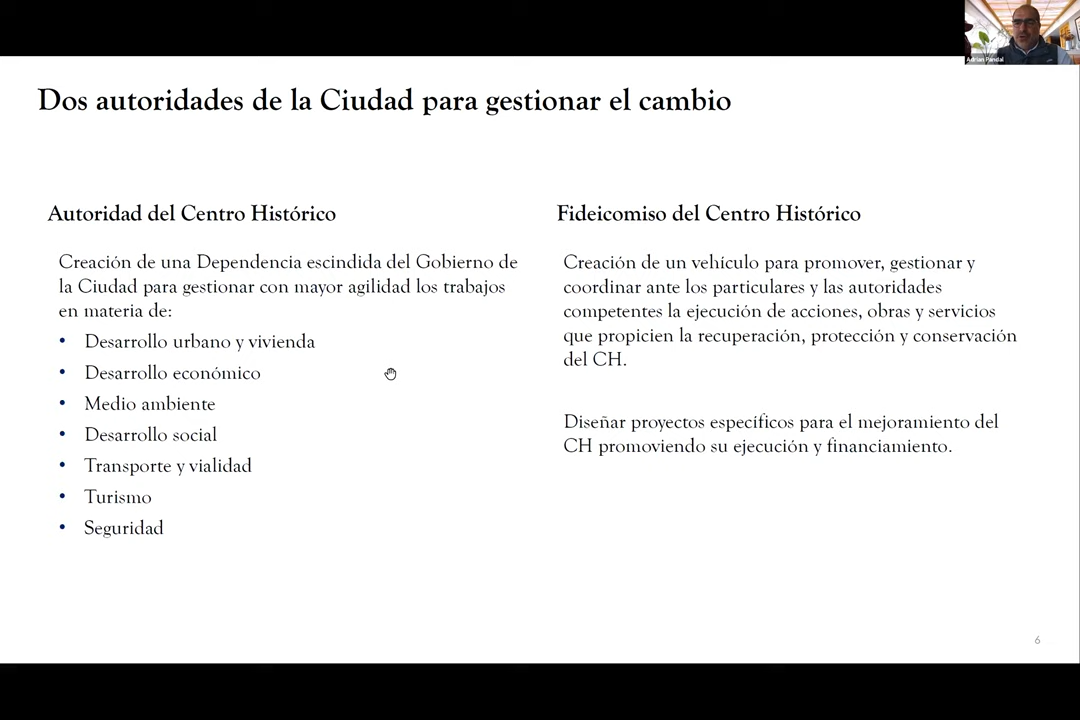 Adrian Pandal
Dos autoridades de la Ciudad para gestionar el cambio
Autoridad del Centro Histórico
Creación de una Dependencia escindida del Gobierno de
la Ciudad para gestionar con mayor agilidad los trabajos
en materia de:
• Desarrollo urbano y vivienda
• Desarrollo económico
• Medio ambiente
• Desarrollo social
• Transporte y vialidad
• Turismo
• Seguridad
Fideicomiso del Centro Histórico
Creación de un vehículo para promover, gestionar y
coordinar ante los particulares y las autoridades
competentes la ejecución de acciones, obras y servicios
que propicien la recuperación, protección y conservación
del CH.
Diseñar proyectos específicos para el mejoramiento del
CH promoviendo su ejecución y financiamiento.
6